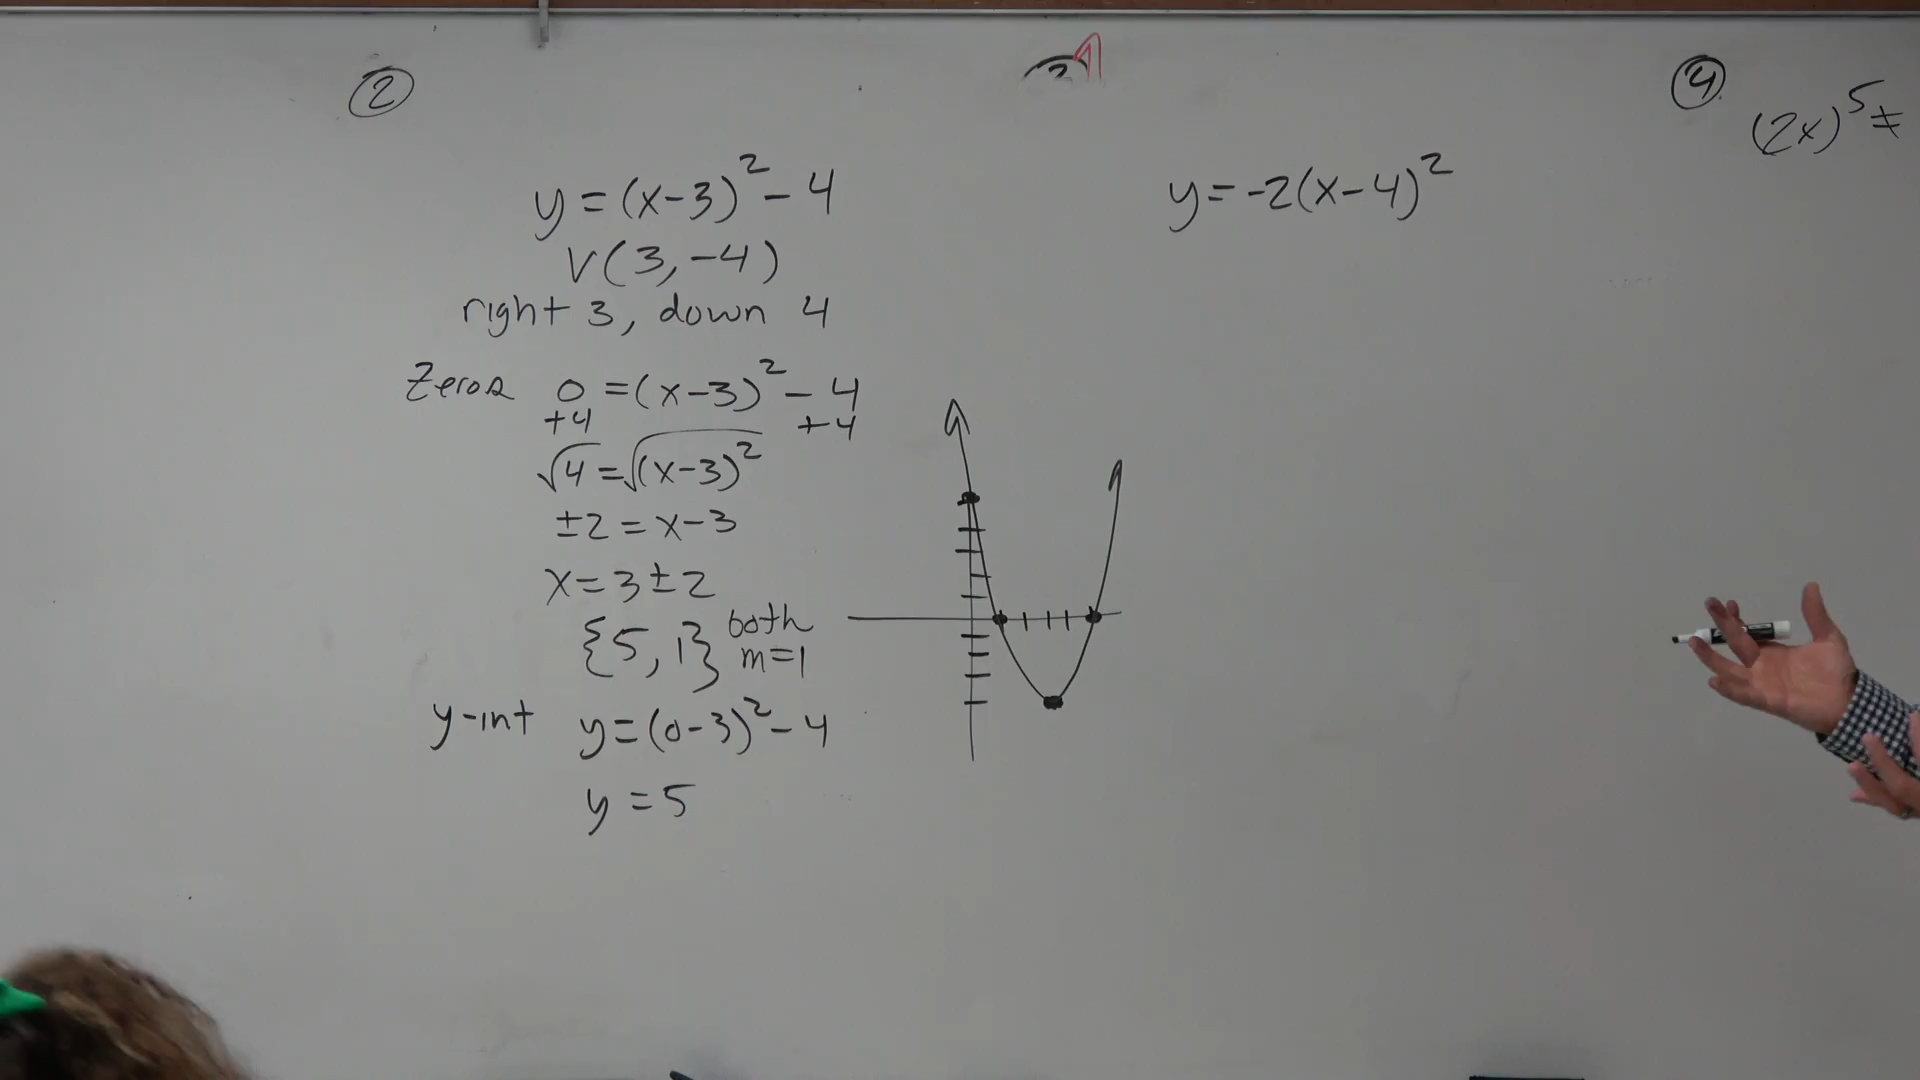 ②
y = (x-3)² - 4
V(3, -4)
right 3, down 4
Zeros 0 = (x-3)² - 4
+4 +4
√4 = √(x-3)²
±2 = x-3
x = 3 ± 2
{5, 1} both m=1
y-int y = (0-3)² - 4
y = 5
y = -2(x-4)²
④
(2x)⁵ ±